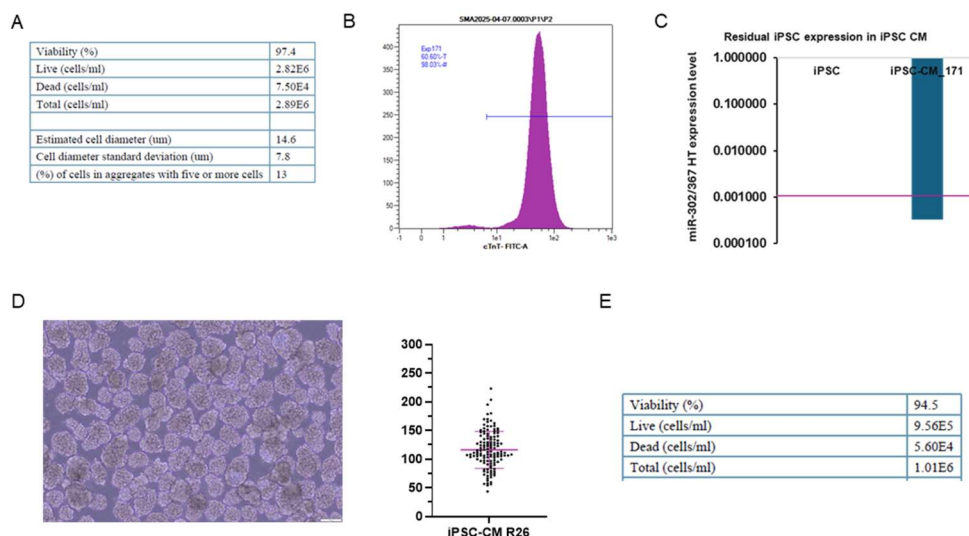 A
Viability (%) 97.4
Live (cells/ml) 2.82E6
Dead (cells/ml) 7.50E4
Total (cells/ml) 2.89E6
Estimated cell diameter (um) 14.6
Cell diameter standard deviation (um) 7.8
(%) of cells in aggregates with five or more cells 13
B
SMA2025-04-07.0003\P1\P2
Exp171
60.60%-T
98.03%-#
450
400
350
300
250
200
150
100
50
0
-1 0 1 1e1 1e2 1e3
cTnT- FITC-A
C
Residual iPSC expression in iPSC CM
iPSC iPSC-CM_171
miR-302/367 HT expression level
1.000000
0.100000
0.010000
0.001000
0.000100
D
300
250
200
150
100
50
0
iPSC-CM R26
E
Viability (%) 94.5
Live (cells/ml) 9.56E5
Dead (cells/ml) 5.60E4
Total (cells/ml) 1.01E6